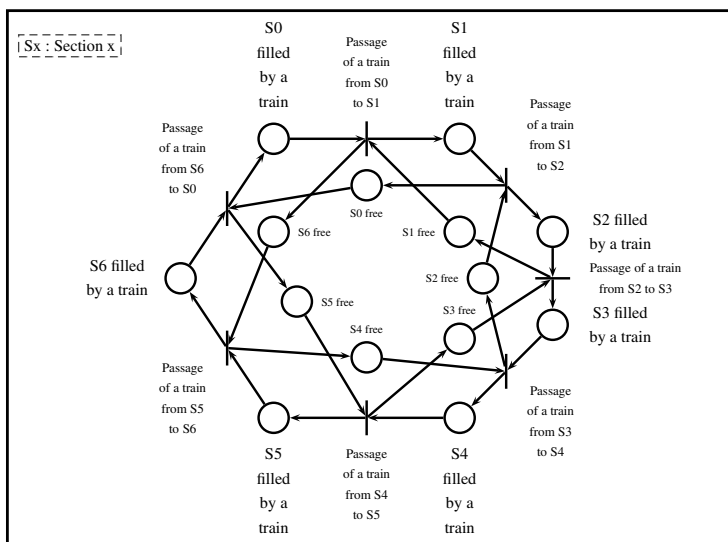 Sx : Section x
S0
filled
by a
train
Passage
of a train
from S0
to S1
S1
filled
by a
train
Passage
of a train
from S6
to S0
Passage
of a train
from S1
to S2
S0 free
S6 free
S1 free
S2 filled
by a train
S6 filled
by a train
S2 free
Passage of a train
from S2 to S3
S5 free
S3 free
S3 filled
by a train
S4 free
Passage
of a train
from S5
to S6
Passage
of a train
from S3
to S4
S5
filled
by a
train
Passage
of a train
from S4
to S5
S4
filled
by a
train